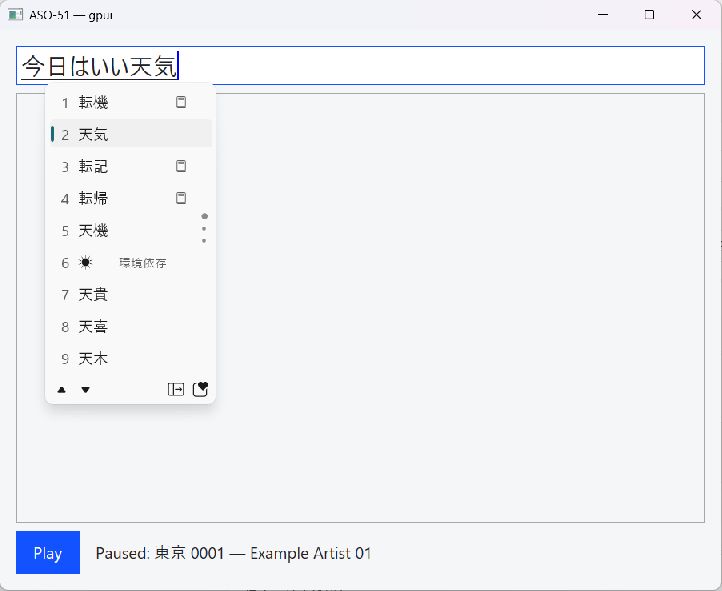 ASO-51 — gpui
今日はいい天気
1 転機
2 天気
3 転記
4 転帰
5 天機
6 ☀ 環境依存
7 天貴
8 天喜
9 天木
Play
Paused: 東京 0001 — Example Artist 01